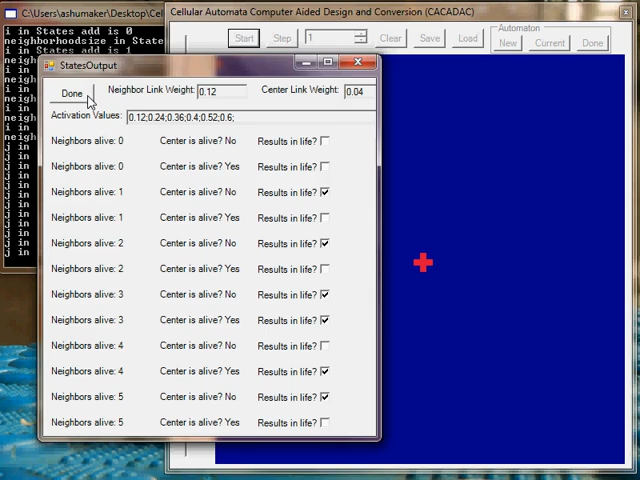 C:\Users\ashumaker\Desktop\Cel
Cellular Automata Computer Aided Design and Conversion (CACADAC)
i in States add is 0
neighborhoodsize in State
i in States add is 1
neigh
i in
neigh
i in
neigh
i in
neigh
i in
neigh
i in
j in
j in
j in
j in
j in
j in
j in
j in
j in
j in
Start
Step
1
Clear
Save
Load
Automaton
New
Current
Done
StatesOutput
Done
Neighbor Link Weight: 0.12
Center Link Weight: 0.04
Activation Values: 0.12;0.24;0.36;0.4;0.52;0.6;
Neighbors alive: 0 Center is alive? No Results in life?
Neighbors alive: 0 Center is alive? Yes Results in life?
Neighbors alive: 1 Center is alive? No Results in life?
Neighbors alive: 1 Center is alive? Yes Results in life?
Neighbors alive: 2 Center is alive? No Results in life?
Neighbors alive: 2 Center is alive? Yes Results in life?
Neighbors alive: 3 Center is alive? No Results in life?
Neighbors alive: 3 Center is alive? Yes Results in life?
Neighbors alive: 4 Center is alive? No Results in life?
Neighbors alive: 4 Center is alive? Yes Results in life?
Neighbors alive: 5 Center is alive? No Results in life?
Neighbors alive: 5 Center is alive? Yes Results in life?